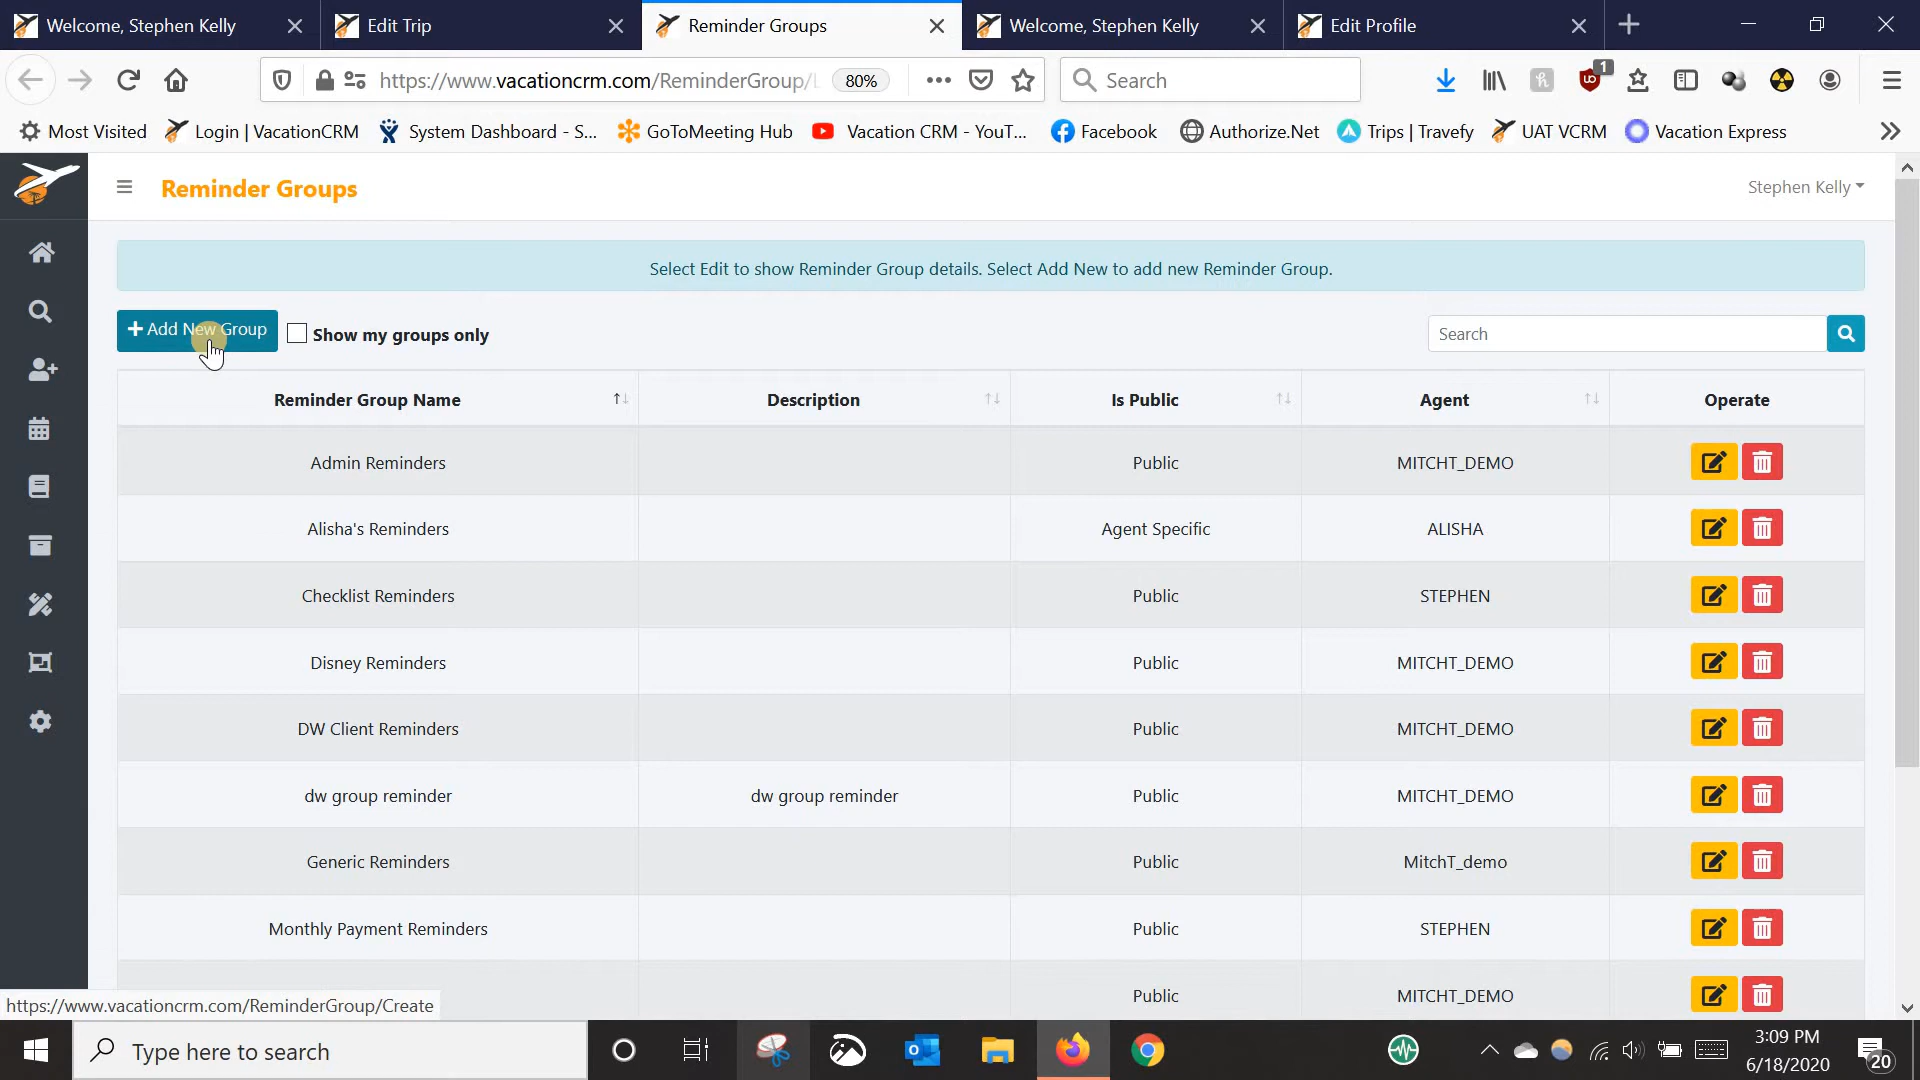 Welcome, Stephen Kelly
Edit Trip
Reminder Groups
Welcome, Stephen Kelly
Edit Profile
https://www.vacationcrm.com/ReminderGroup/
80%
Search
1
Most Visited
Login | VacationCRM
System Dashboard - S...
GoToMeeting Hub
Vacation CRM - YouT...
Facebook
Authorize.Net
Trips | Travefy
UAT VCRM
Vacation Express
Reminder Groups
Stephen Kelly
Select Edit to show Reminder Group details. Select Add New to add new Reminder Group.
Add New Group
Show my groups only
Search
Reminder Group Name Description Is Public Agent Operate
Admin Reminders Public MITCHT_DEMO
Alisha's Reminders Agent Specific ALISHA
Checklist Reminders Public STEPHEN
Disney Reminders Public MITCHT_DEMO
DW Client Reminders Public MITCHT_DEMO
dw group reminder dw group reminder Public MITCHT_DEMO
Generic Reminders Public MitchT_demo
Monthly Payment Reminders Public STEPHEN
Public MITCHT_DEMO
https://www.vacationcrm.com/ReminderGroup/Create
Type here to search
3:09 PM
6/18/2020
20